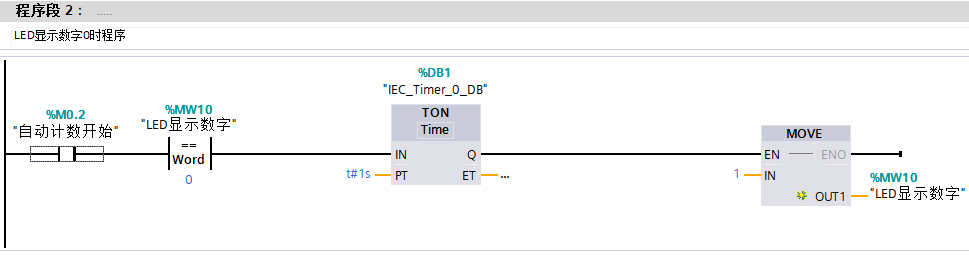 程序段 2： .....
LED显示数字0时程序
%DB1
"IEC_Timer_0_DB"
%M0.2
"自动计数开始"
%MW10
"LED显示数字"
==
Word
0
TON
Time
IN
Q
t#1s
PT
ET
...
MOVE
EN
ENO
1
IN
OUT1
%MW10
"LED显示数字"